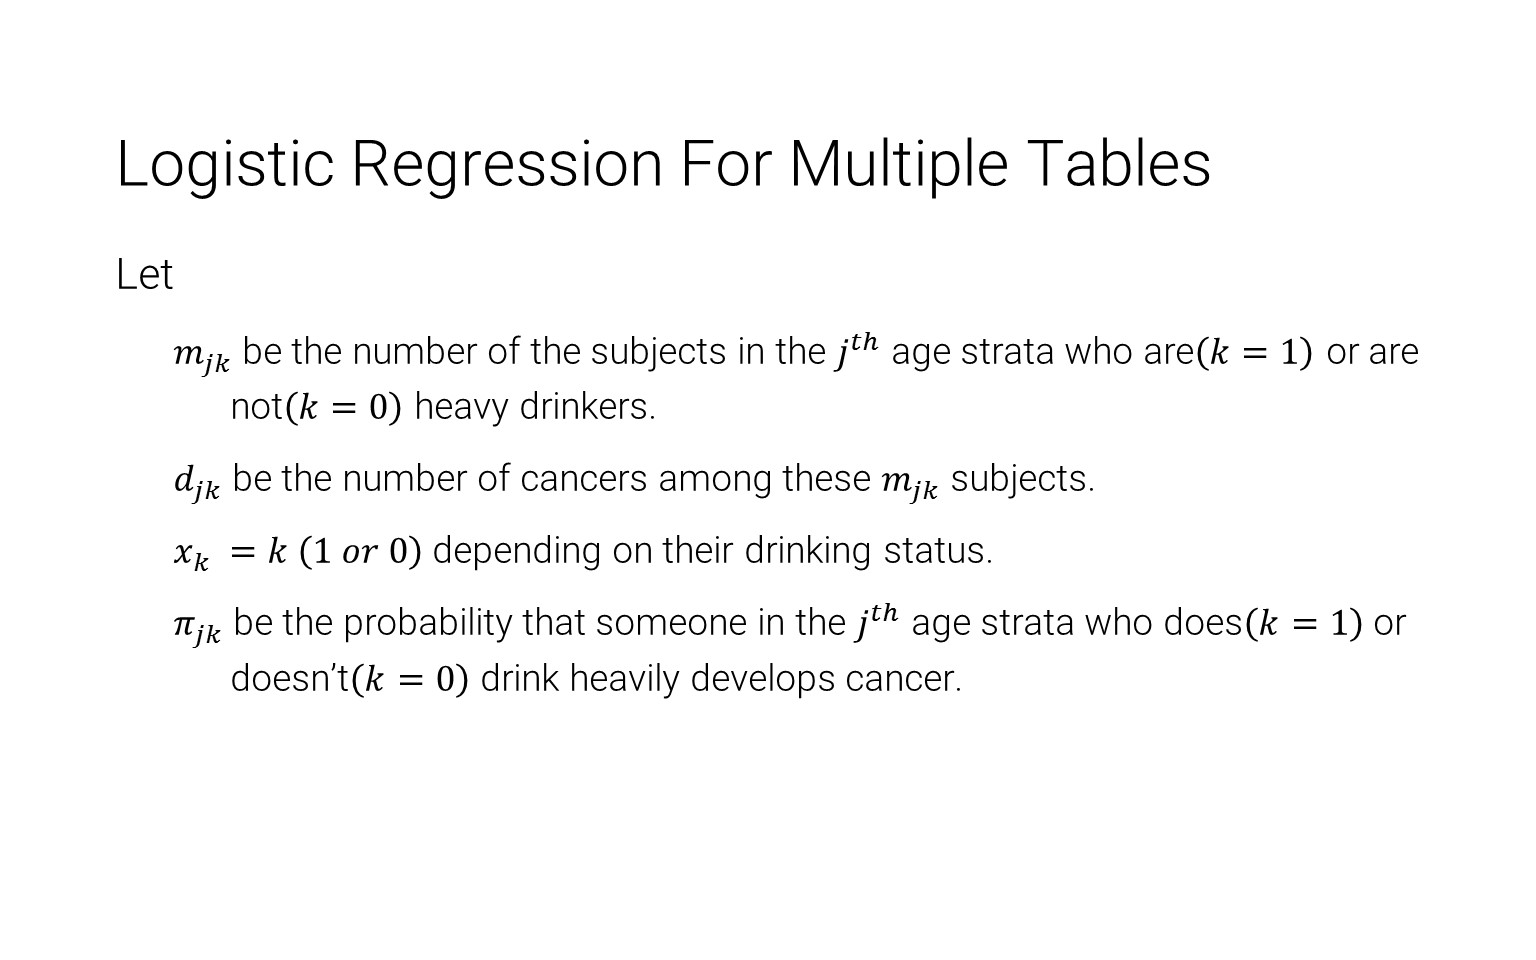 Logistic Regression For Multiple Tables
Let
m_{jk} be the number of the subjects in the j^{th} age strata who are(k = 1) or are
not(k = 0) heavy drinkers.
d_{jk} be the number of cancers among these m_{jk} subjects.
x_k = k (1 or 0) depending on their drinking status.
π_{jk} be the probability that someone in the j^{th} age strata who does(k = 1) or
doesn’t(k = 0) drink heavily develops cancer.